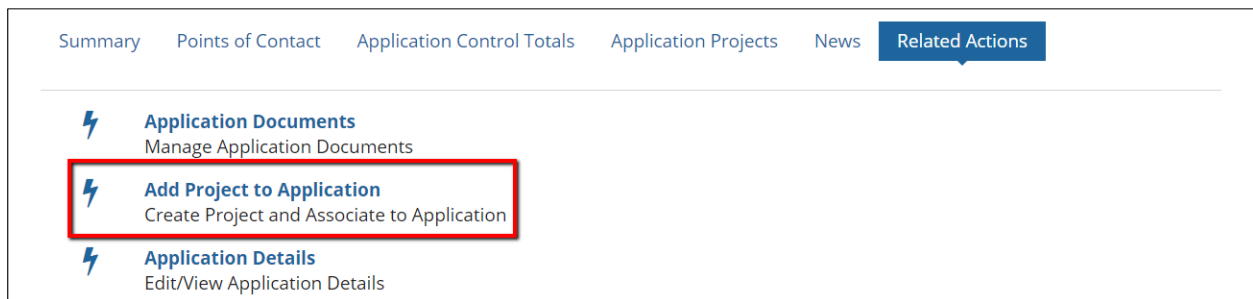 Summary Points of Contact Application Control Totals Application Projects News Related Actions
Application Documents
Manage Application Documents
Add Project to Application
Create Project and Associate to Application
Application Details
Edit/View Application Details